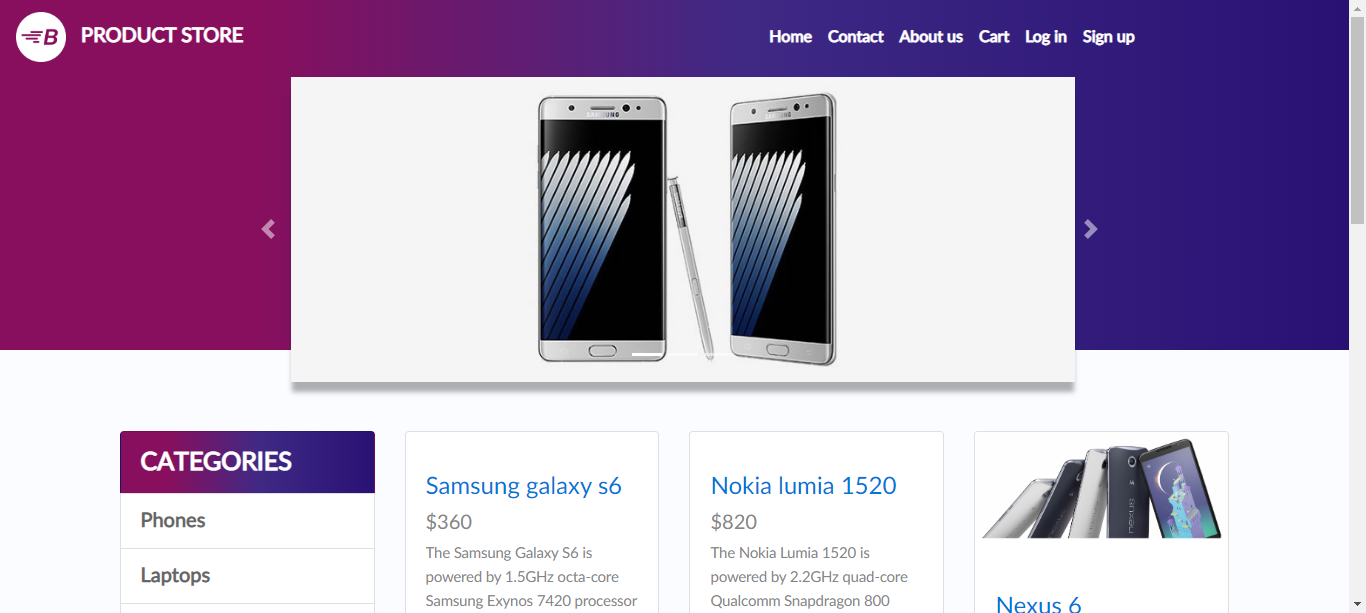 B PRODUCT STORE
Home Contact About us Cart Log in Sign up
SAMSUNG
CATEGORIES
Phones
Laptops
Samsung galaxy s6
$360
The Samsung Galaxy S6 is
powered by 1.5GHz octa-core
Samsung Exynos 7420 processor
Nokia lumia 1520
$820
The Nokia Lumia 1520 is
powered by 2.2GHz quad-core
Qualcomm Snapdragon 800
nexus
Nexus 6